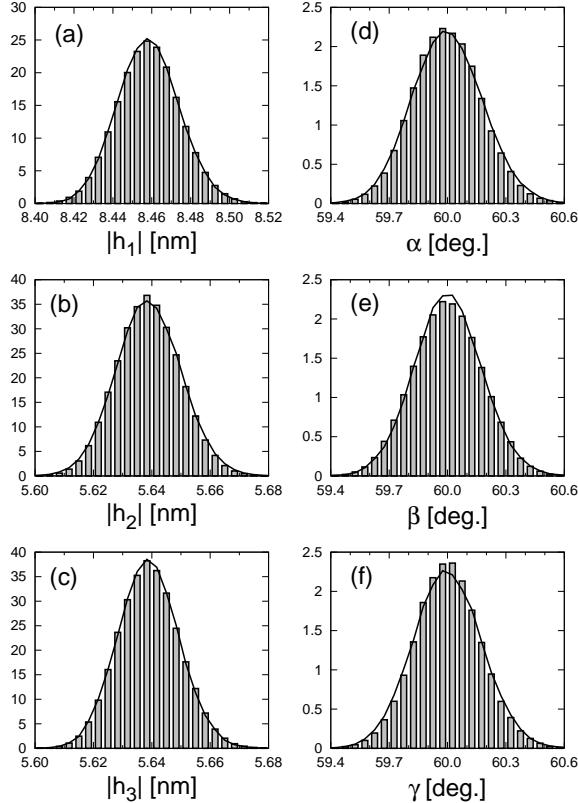 (a)
30
25
20
15
10
5
0
8.40 8.42 8.44 8.46 8.48 8.50 8.52
|h1| [nm]
(d)
2.5
2
1.5
1
0.5
0
59.4 59.7 60.0 60.3 60.6
α [deg.]
(b)
40
35
30
25
20
15
10
5
0
5.60 5.62 5.64 5.66 5.68
|h2| [nm]
(e)
2.5
2
1.5
1
0.5
0
59.4 59.7 60.0 60.3 60.6
β [deg.]
(c)
40
35
30
25
20
15
10
5
0
5.60 5.62 5.64 5.66 5.68
|h3| [nm]
(f)
2.5
2
1.5
1
0.5
0
59.4 59.7 60.0 60.3 60.6
γ [deg.]